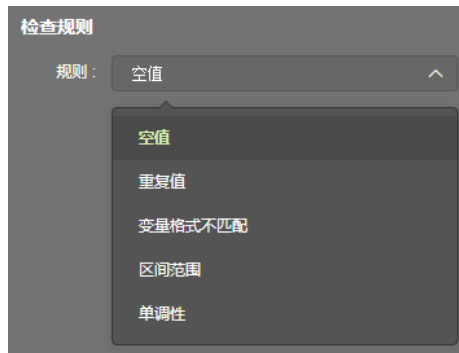 检查规则
规则： 空值
空值
重复值
变量格式不匹配
区间范围
单调性